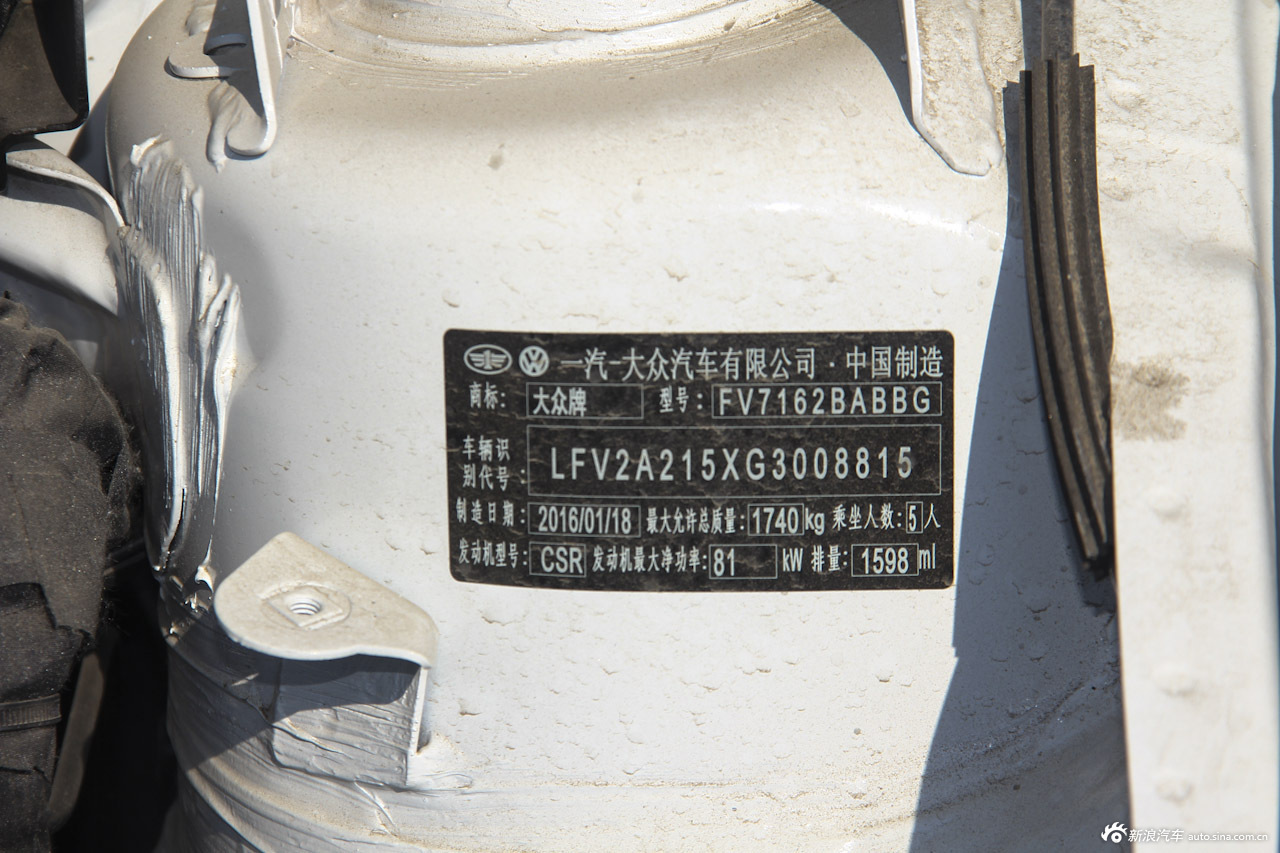 一汽-大众汽车有限公司·中国制造
商标: 大众牌 型号: FV7162BABBG
车辆识
别代号: LFV2A215XG3008815
制造日期: 2016/01/18 最大允许总质量: 1740 kg 乘坐人数: 5 人
发动机型号: CSR 发动机最大净功率: 81 kW 排量: 1598 ml
新浪汽车 auto.sina.com.cn